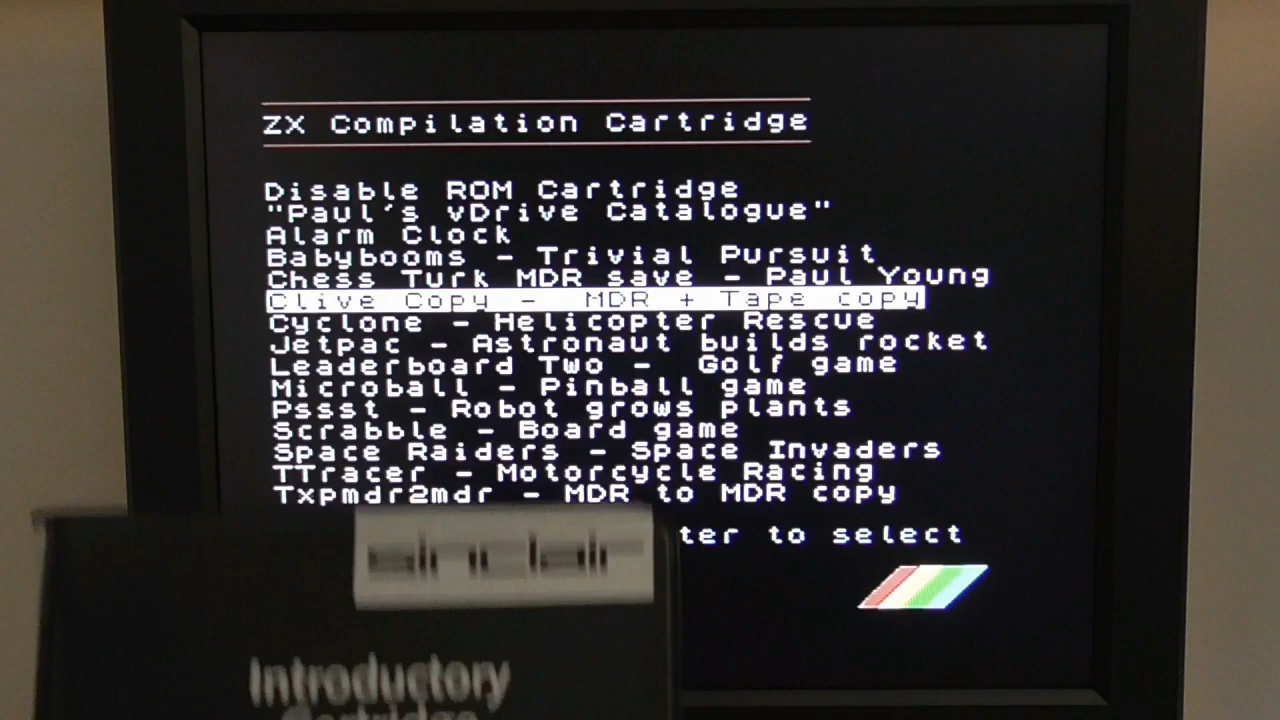 ZX Compilation Cartridge
Disable ROM Cartridge
"Paul's vDrive Catalogue"
Alarm Clock
Babybooms - Trivial Pursuit
Chess Turk MDR save - Paul Young
Clive Copy - MDR + Tape copy
Cyclone - Helicopter Rescue
Jetpac - Astronaut builds rocket
Leaderboard Two - Golf game
Microball - Pinball game
Pssst - Robot grows plants
Scrabble - Board game
Space Raiders - Space Invaders
TTracer - Motorcycle Racing
Txpmdr2mdr - MDR to MDR copy
ter to select
Introductory
Cartridge